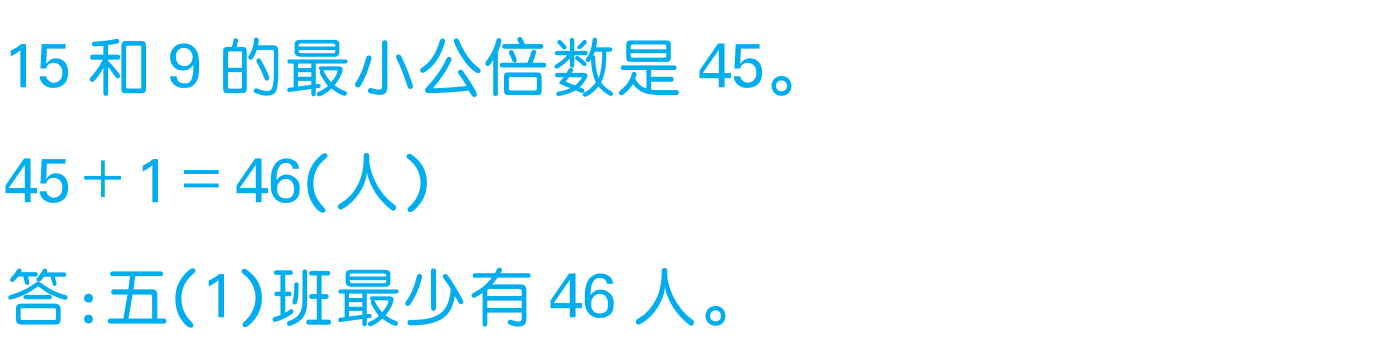 15 和 9 的最小公倍数是 45。
45＋1＝46(人)
答:五(1)班最少有 46 人。